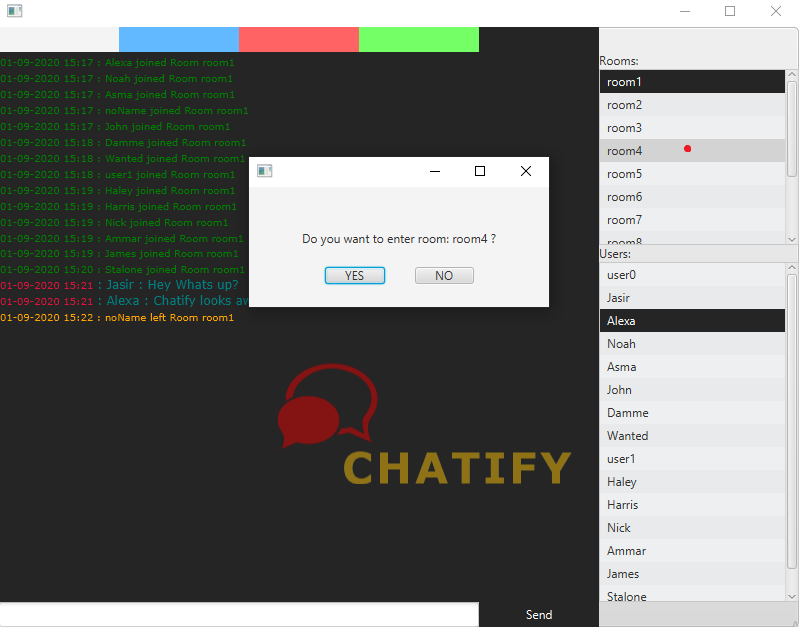 01-09-2020 15:17 : Alexa joined Room room1
01-09-2020 15:17 : Noah joined Room room1
01-09-2020 15:17 : Asma joined Room room1
01-09-2020 15:17 : noName joined Room room1
01-09-2020 15:17 : John joined Room room1
01-09-2020 15:18 : Damme joined Room room1
01-09-2020 15:18 : Wanted joined Room room1
01-09-2020 15:18 : user1 joined Room room1
01-09-2020 15:19 : Haley joined Room room1
01-09-2020 15:19 : Harris joined Room room1
01-09-2020 15:19 : Nick joined Room room1
01-09-2020 15:19 : Ammar joined Room room1
01-09-2020 15:19 : James joined Room room1
01-09-2020 15:20 : Stalone joined Room room1
01-09-2020 15:21 : Jasir : Hey Whats up?
01-09-2020 15:21 : Alexa : Chatify looks
01-09-2020 15:22 : noName left Room room1
Do you want to enter room: room4 ?
YES
NO
CHATIFY
Send
Rooms:
room1
room2
room3
room4
room5
room6
room7
room8
Users:
user0
Jasir
Alexa
Noah
Asma
John
Damme
Wanted
user1
Haley
Harris
Nick
Ammar
James
Stalone